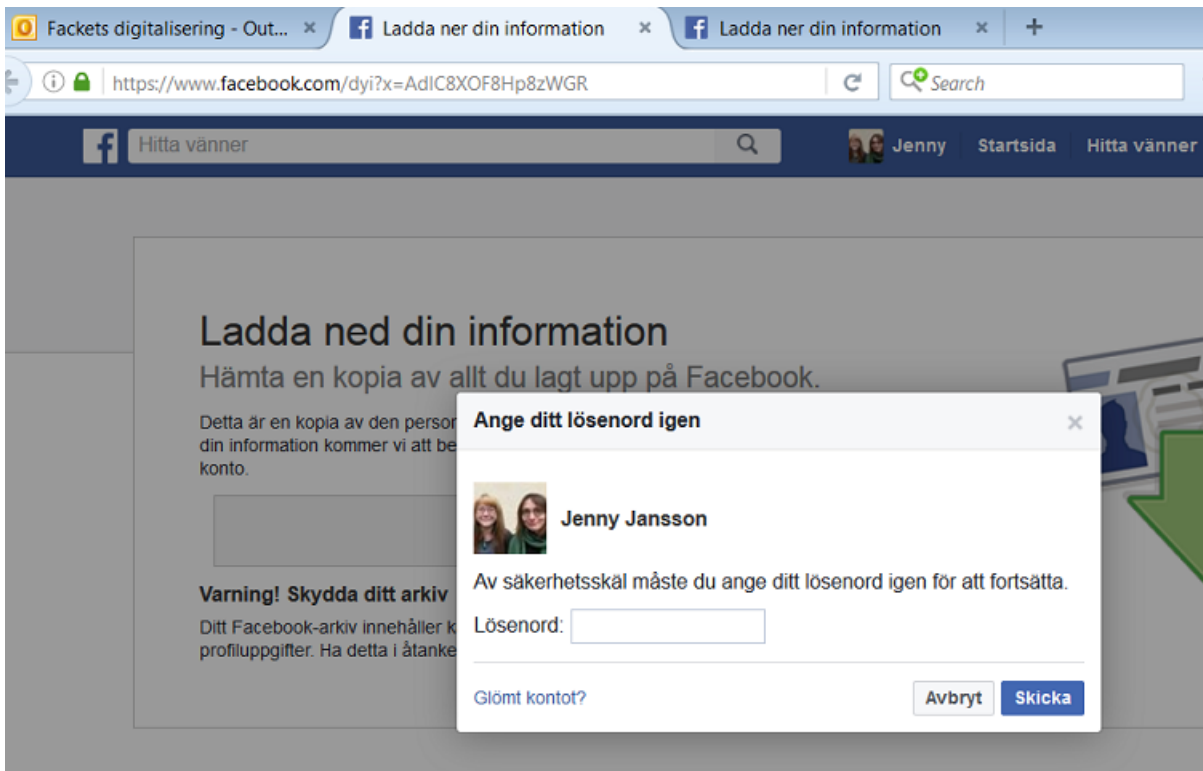 Fackets digitalisering - Out...
Ladda ner din information
Ladda ner din information
https://www.facebook.com/dyi?x=AdIC8XOF8Hp8zWGR
Search
Hitta vänner
Jenny
Startsida
Hitta vänner
Ladda ned din information
Hämta en kopia av allt du lagt upp på Facebook.
Detta är en kopia av den person
din information kommer vi att be
konto.
Ange ditt lösenord igen
Jenny Jansson
Av säkerhetsskäl måste du ange ditt lösenord igen för att fortsätta.
Lösenord:
Glömt kontot?
Avbryt
Skicka
Varning! Skydda ditt arkiv
Ditt Facebook-arkiv innehåller k
profiluppgifter. Ha detta i åtanke